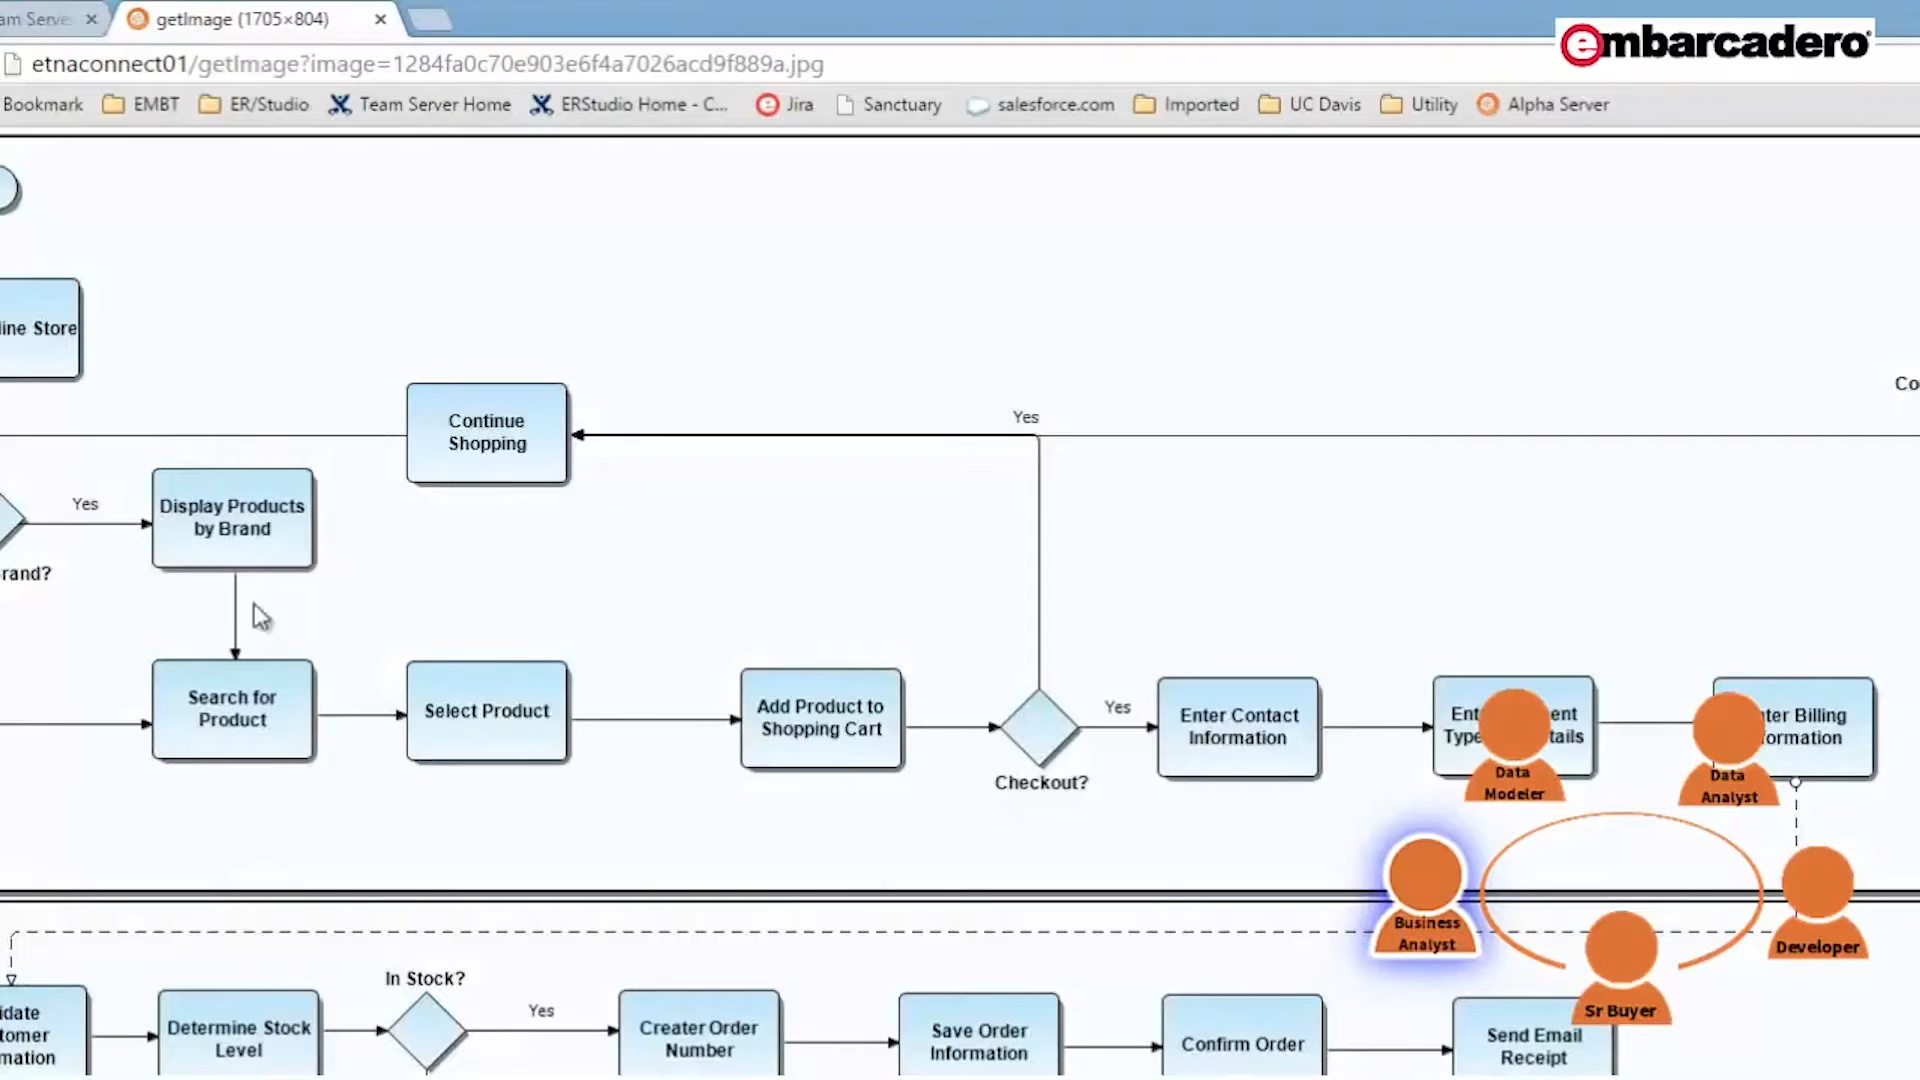 am Serve
getImage (1705×804)
embarcadero
etnaconnect01/getImage?image=1284fa0c70e903e6f4a7026acd9f889a.jpg
Bookmark EMBT ER/Studio Team Server Home ERStudio Home - C... Jira Sanctuary salesforce.com Imported UC Davis Utility Alpha Server
line Store
Co
Continue
Shopping
Yes
Yes
Display Products
by Brand
rand?
Search for
Product
Select Product
Add Product to
Shopping Cart
Checkout?
Yes
Enter Contact
Information
Ent ent
Type tails
Data
Modeler
ter Billing
ormation
Data
Analyst
Business
Analyst
Developer
Sr Buyer
idate
tomer
mation
Determine Stock
Level
In Stock?
Yes
Creater Order
Number
Save Order
Information
Confirm Order
Send Email
Receipt